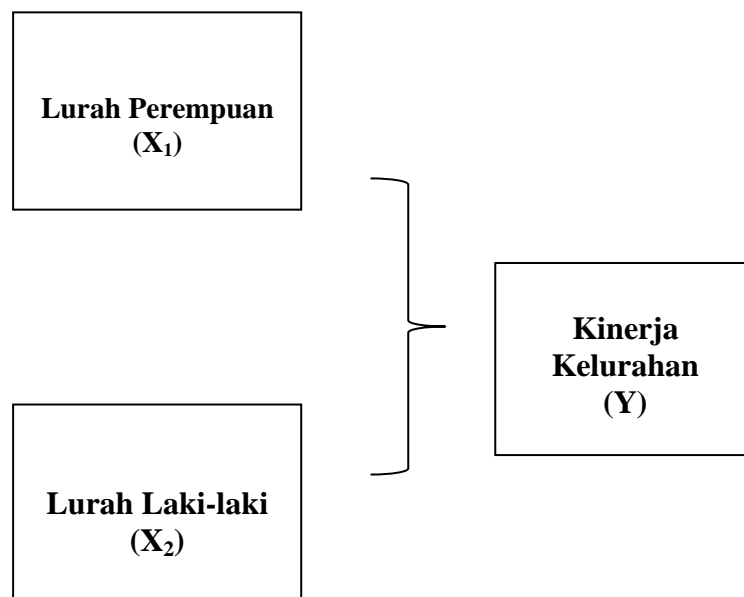 Lurah Perempuan
(X₁)
Kinerja
Kelurahan
(Y)
Lurah Laki-laki
(X₂)